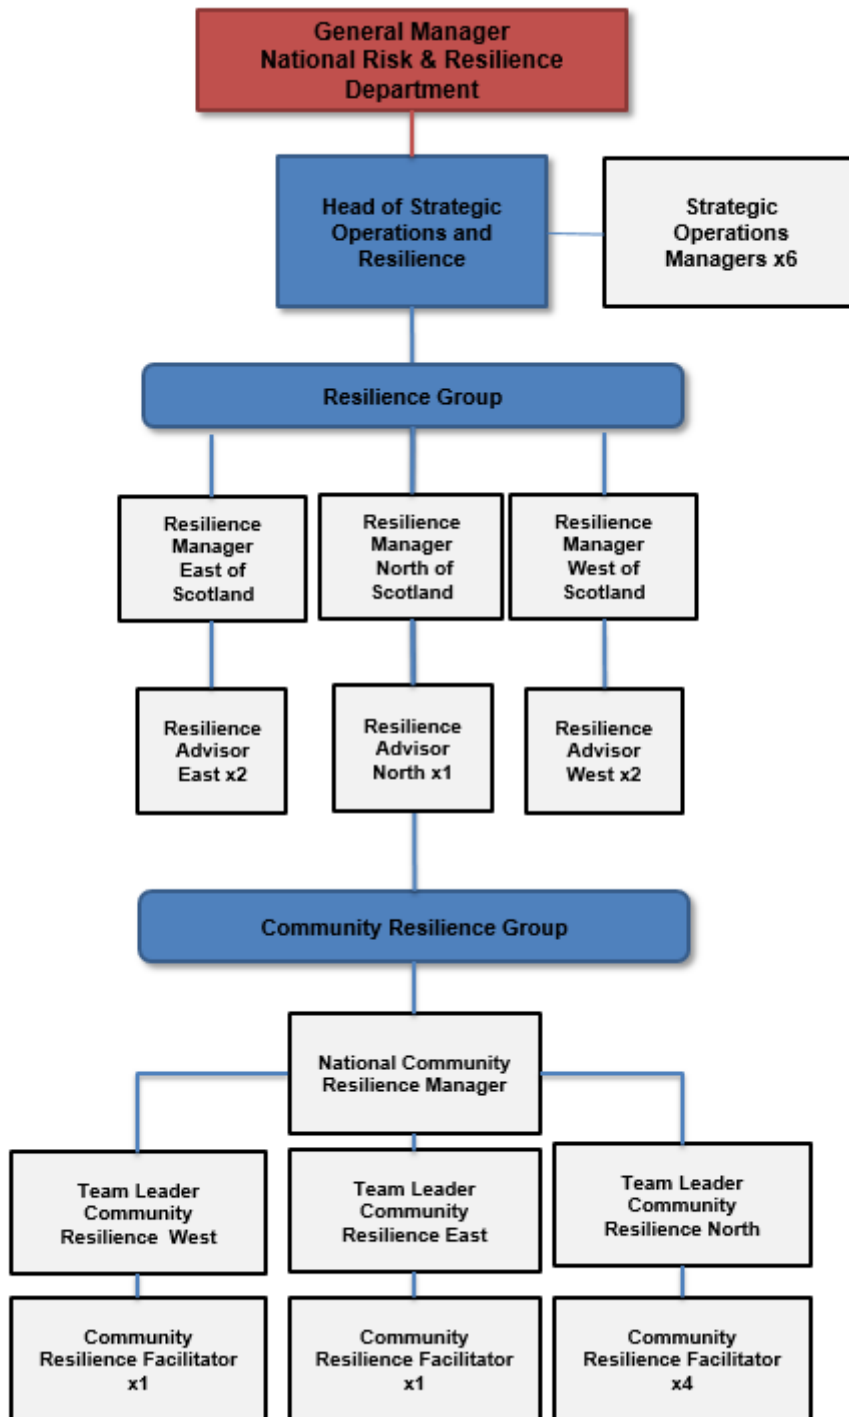 General Manager
National Risk & Resilience
Department
Head of Strategic
Operations and
Resilience
Strategic
Operations
Managers x6
Resilience Group
Resilience
Manager
East of
Scotland
Resilience
Manager
North of
Scotland
Resilience
Manager
West of
Scotland
Resilience
Advisor
East x2
Resilience
Advisor
North x1
Resilience
Advisor
West x2
Community Resilience Group
National Community
Resilience Manager
Team Leader
Community
Resilience West
Team Leader
Community
Resilience East
Team Leader
Community
Resilience North
Community
Resilience Facilitator
x1
Community
Resilience Facilitator
x1
Community
Resilience Facilitator
x4